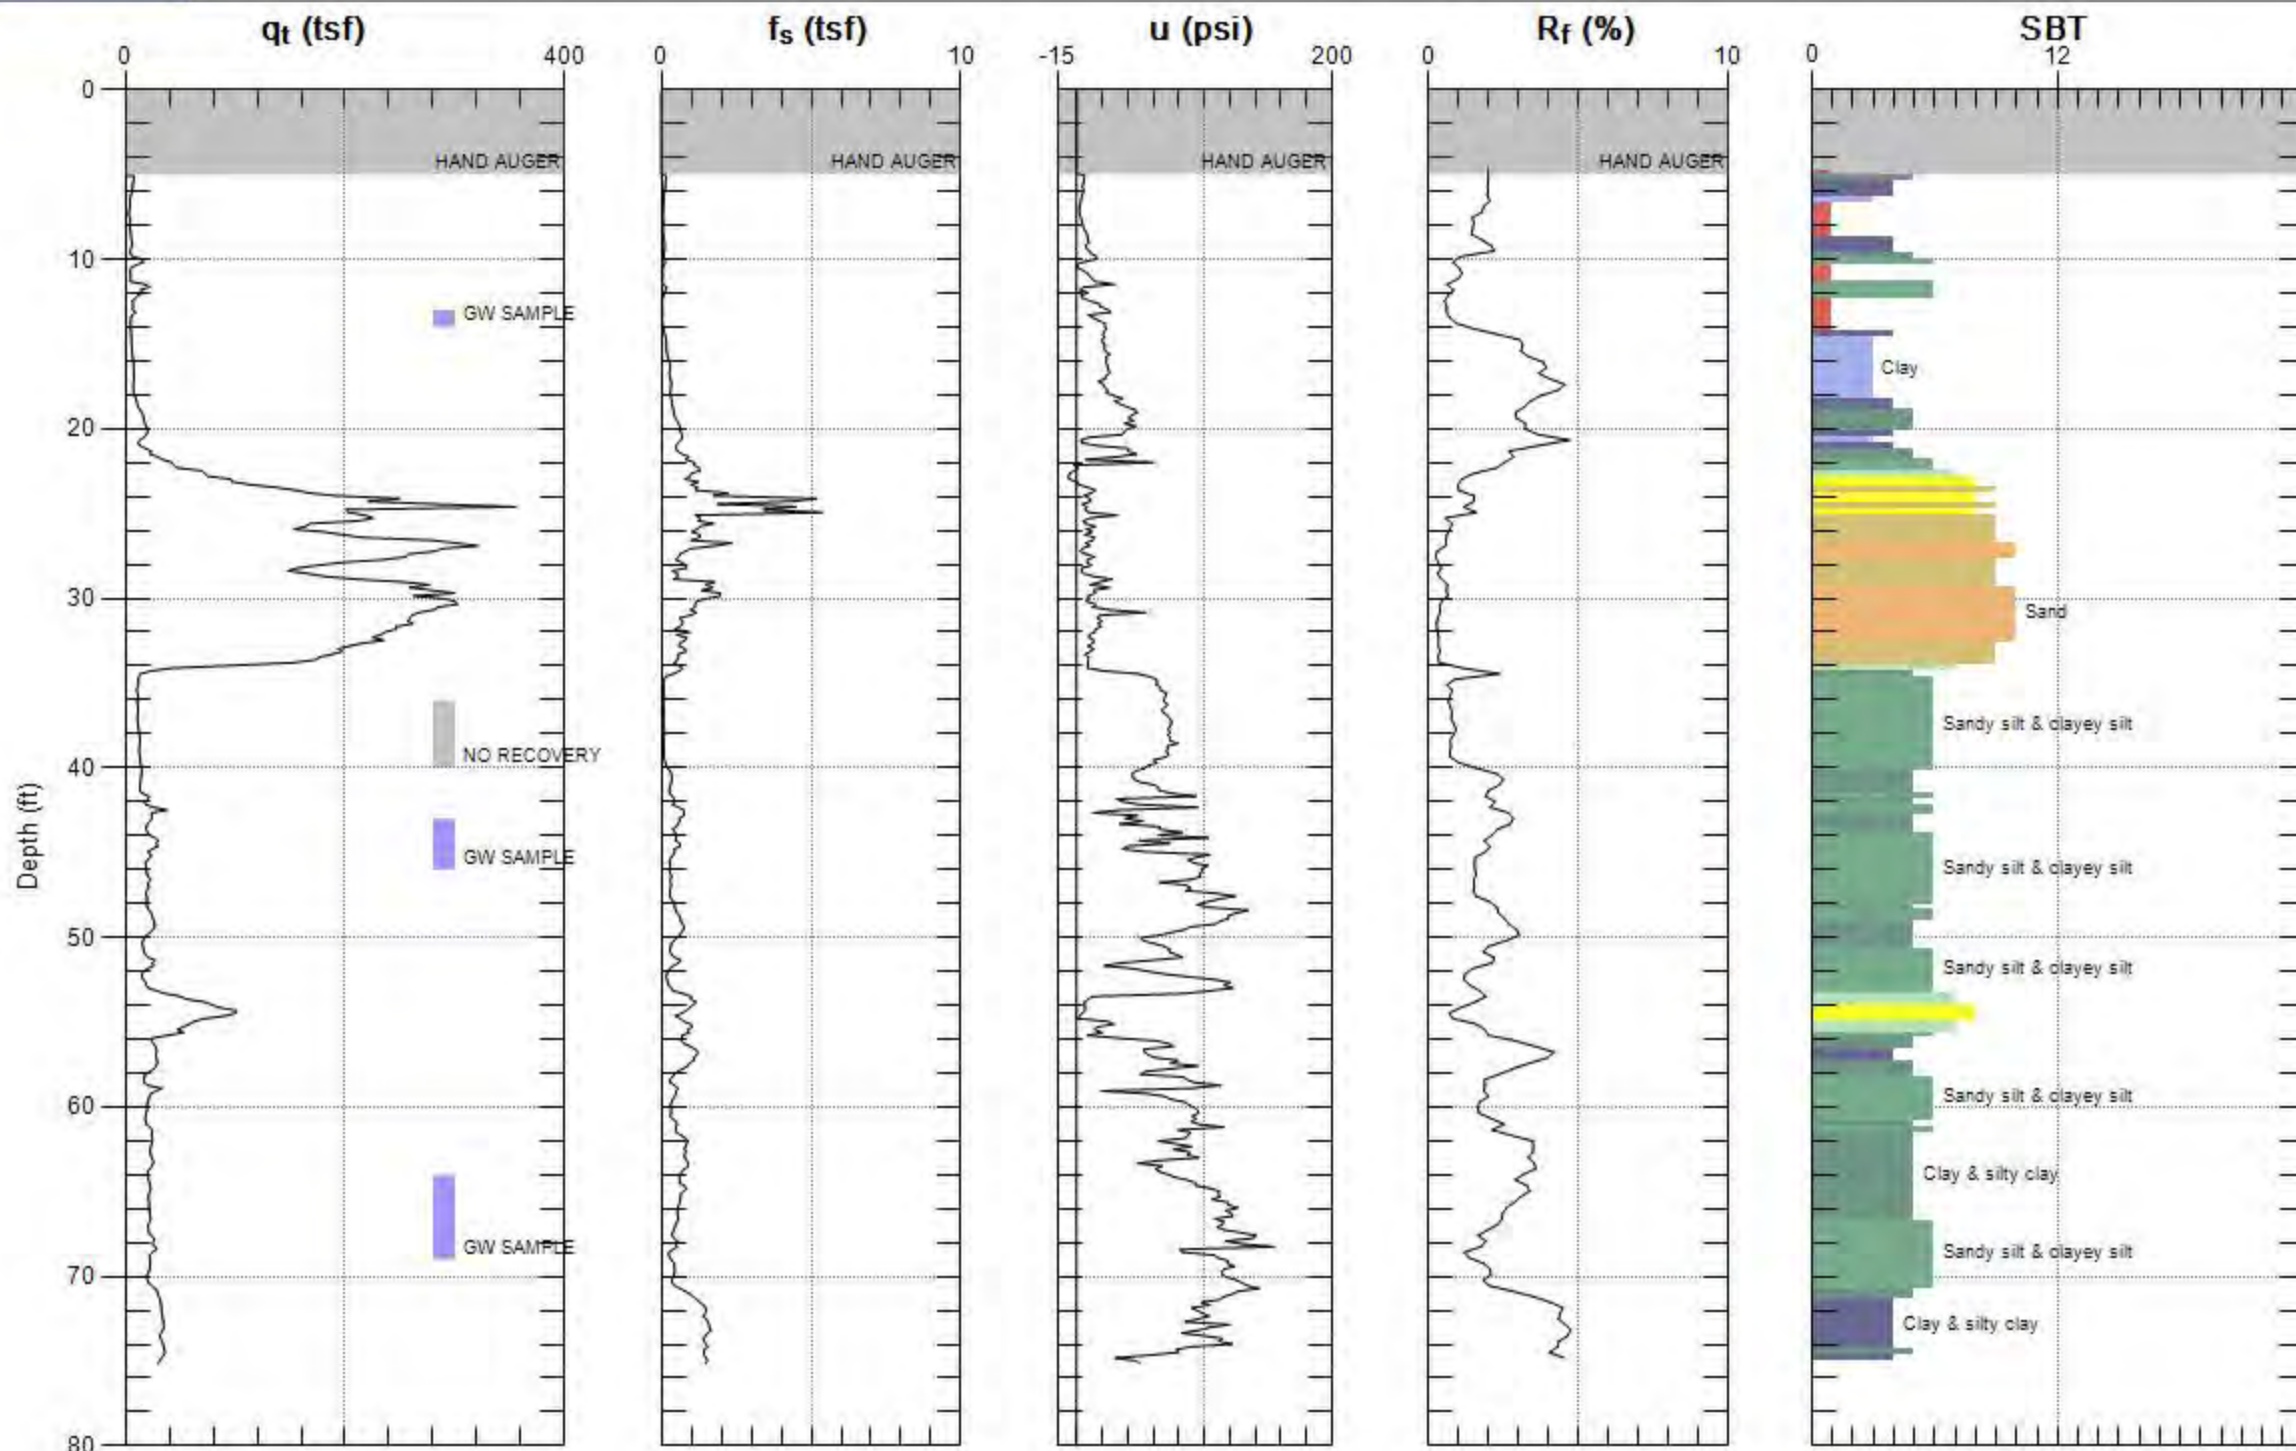 qt (tsf) fs (tsf) u (psi) Rf (%) SBT
0 400 0 10 -15 200 0 10 0 12
0
HAND AUGER HAND AUGER HAND AUGER HAND AUGER
10
GW SAMPLE
Clay
20
30
Sand
Sandy silt & clayey silt
NO RECOVERY
40
Depth (ft)
GW SAMPLE
Sandy silt & clayey silt
50
Sandy silt & clayey silt
Sandy silt & clayey silt
60
Clay & silty clay
GW SAMPLE
Sandy silt & clayey silt
70
Clay & silty clay
80